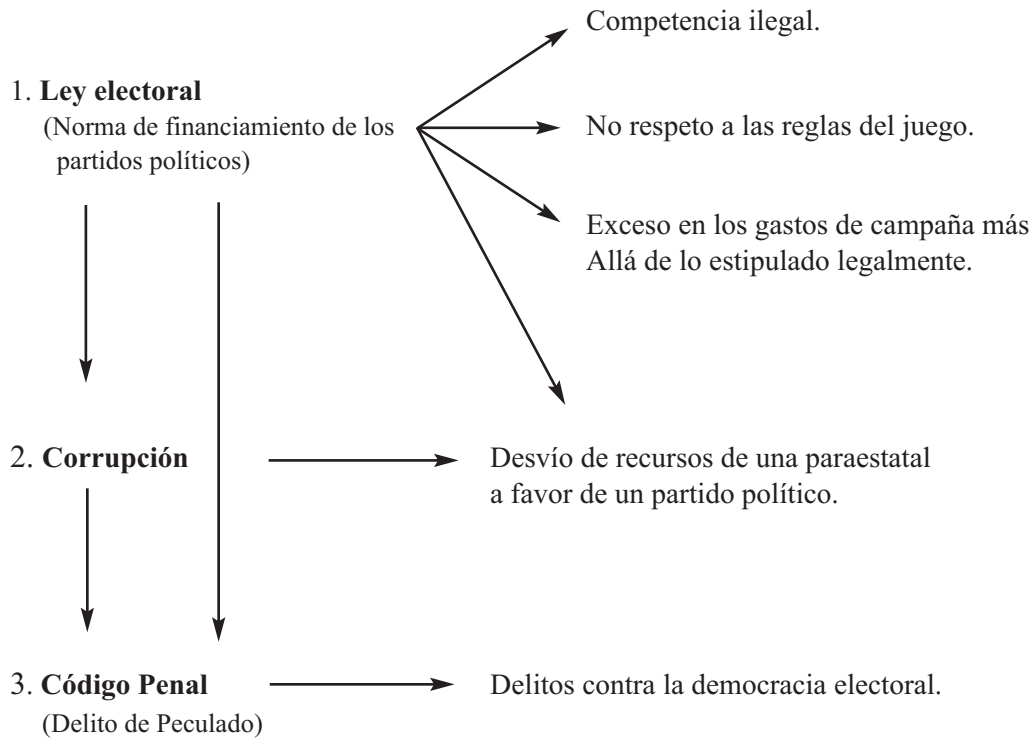 Competencia ilegal.
1. Ley electoral
(Norma de financiamiento de los
partidos políticos)
No respeto a las reglas del juego.
Exceso en los gastos de campaña más
Allá de lo estipulado legalmente.
2. Corrupción
Desvío de recursos de una paraestatal
a favor de un partido político.
3. Código Penal
(Delito de Peculado)
Delitos contra la democracia electoral.